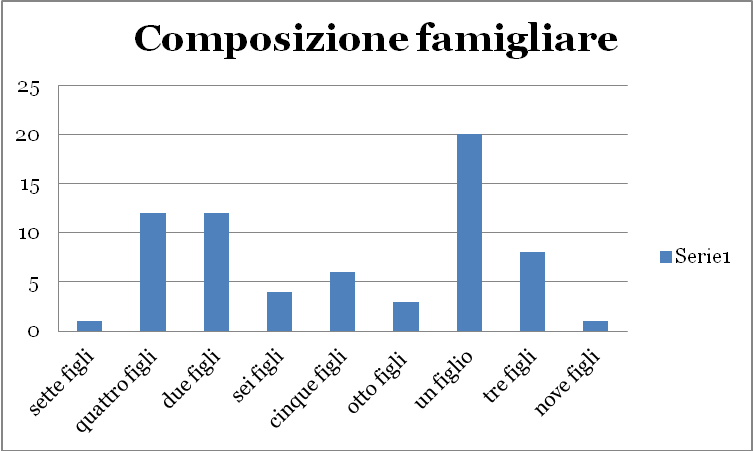 Composizione famigliare
25
20
15
10
5
0
sette figli
quattro figli
due figli
sei figli
cinque figli
otto figli
un figlio
tre figli
nove figli
Serie1